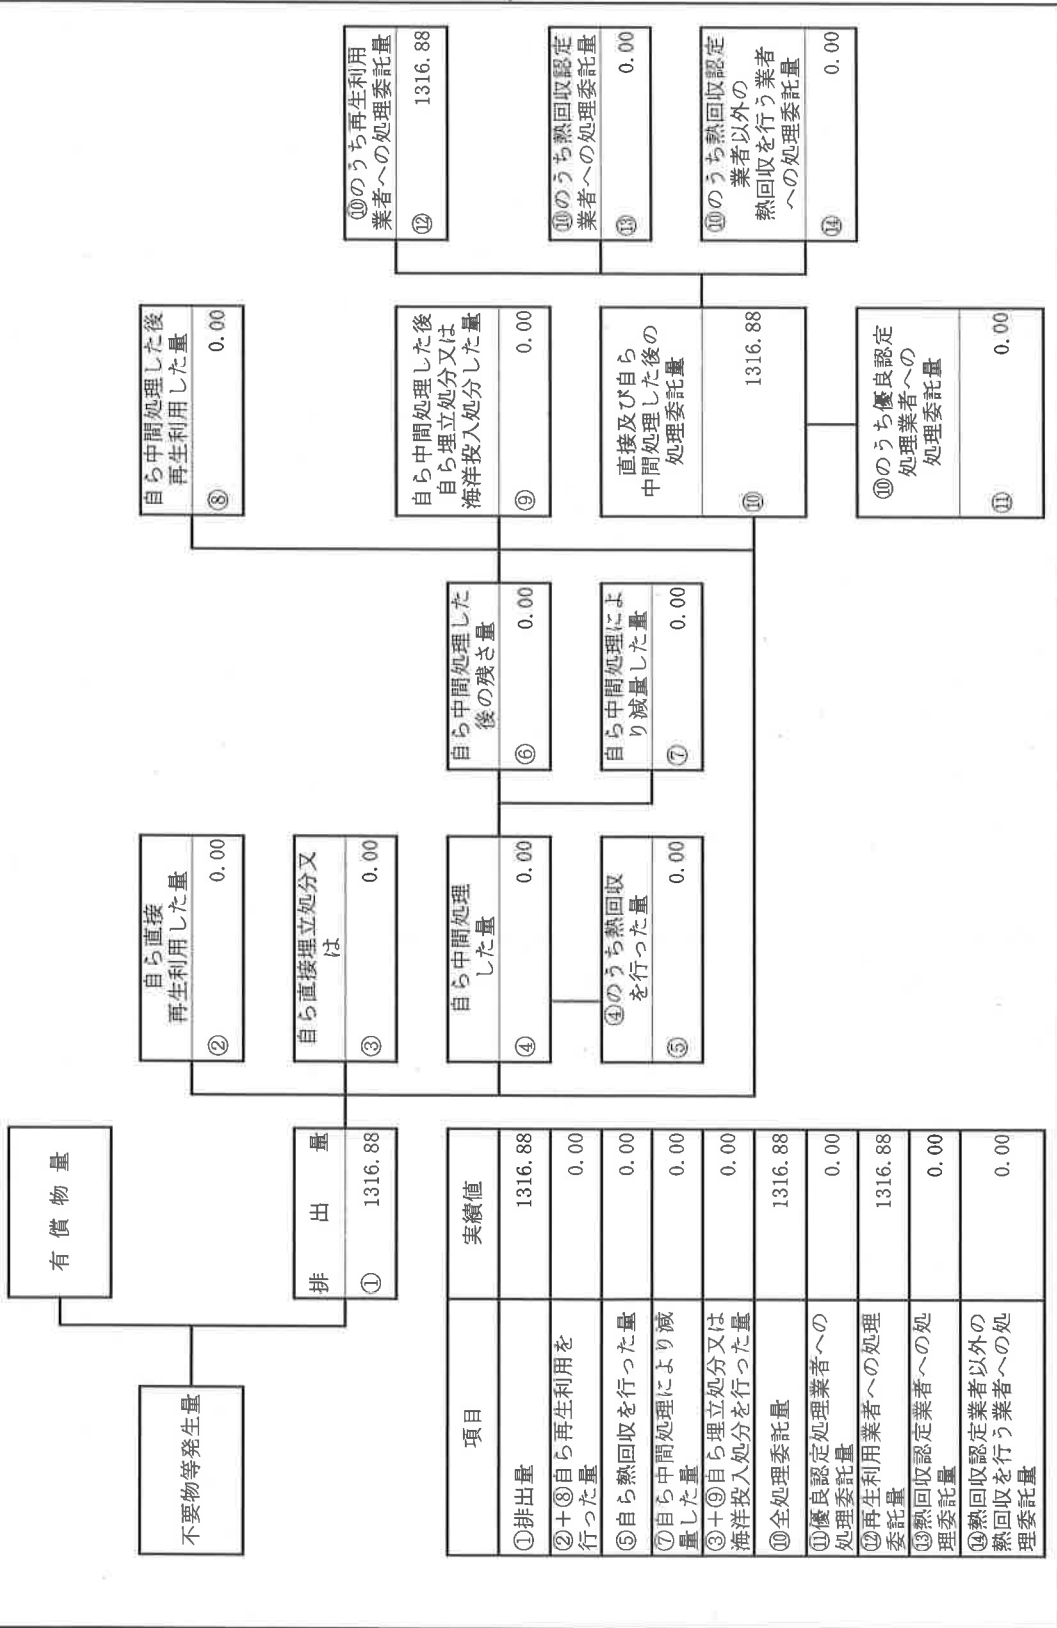 有償物量
不要物等発生量
排出量
① 1316.88
自ら直接
再生利用した量
② 0.00
自ら直接埋立処分又
は
③ 0.00
自ら中間処理
した量
④ 0.00
④のうち熱回収
を行った量
⑤ 0.00
自ら中間処理した
後の残さ量
⑥ 0.00
自ら中間処理によ
り減量した量
⑦ 0.00
自ら中間処理した後
再生利用した量
⑧ 0.00
自ら中間処理した後
自ら埋立処分又は
海洋投入処分した量
⑨ 0.00
直接及び自ら
中間処理した後の
処理委託量
⑩ 1316.88
⑩のうち優良認定
処理業者への
処理委託量
⑪ 0.00
⑩のうち再生利用
業者への処理委託量
⑫ 1316.88
⑩のうち熱回収認定
業者への処理委託量
⑬ 0.00
⑩のうち熱回収認定
業者以外の
熱回収を行う業者
への処理委託量
⑭ 0.00
項目 実績値
①排出量 1316.88
②+⑧自ら再生利用を
行った量 0.00
⑤自ら熱回収を行った量 0.00
⑦自ら中間処理により減
量した量 0.00
③+⑨自ら埋立処分又は
海洋投入処分を行った量 0.00
⑩全処理委託量 1316.88
⑪優良認定処理業者への
処理委託量 0.00
⑫再生利用業者への処理
委託量 1316.88
⑬熱回収認定業者への処
理委託量 0.00
⑭熱回収認定業者以外の
熱回収を行う業者への処
理委託量 0.00